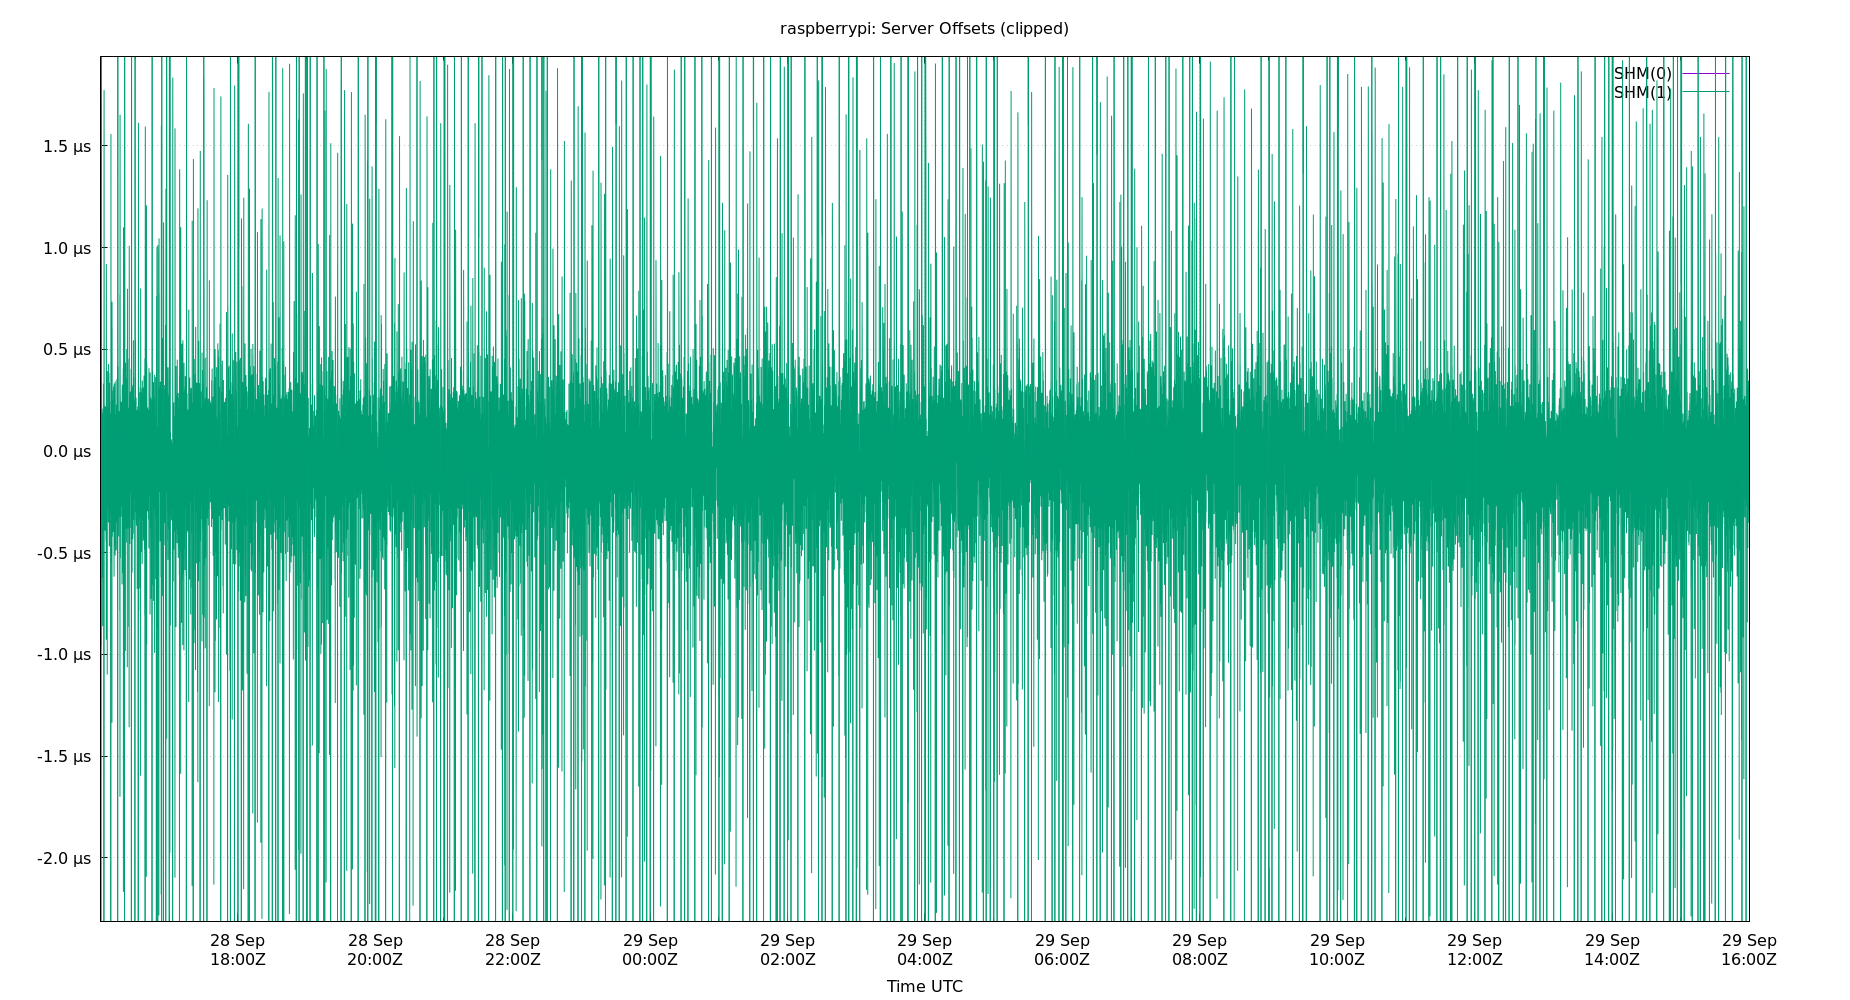 raspberrypi: Server Offsets (clipped)
SHM(0)
SHM(1)
1.5 µs
1.0 µs
0.5 µs
0.0 µs
-0.5 µs
-1.0 µs
-1.5 µs
-2.0 µs
28 Sep 28 Sep 28 Sep 29 Sep 29 Sep 29 Sep 29 Sep 29 Sep 29 Sep 29 Sep 29 Sep 29 Sep
18:00Z 20:00Z 22:00Z 00:00Z 02:00Z 04:00Z 06:00Z 08:00Z 10:00Z 12:00Z 14:00Z 16:00Z
Time UTC